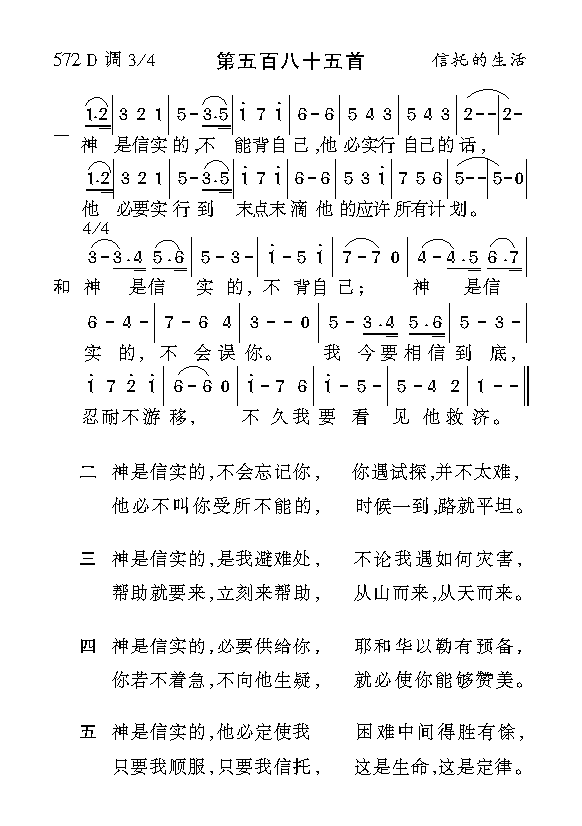 572 D 调 3/4 第五百八十五首 信托的生活
1·2|3 2 1|5-3·5|1 7 1|6-6|5 4 3|5 4 3|2--|2-
一 神 是信实的,不 能背自己,他必实行自己的话,
1·2|3 2 1|5-3·5|1 7 1|6-6|5 3 1|7 5 6|5--|5-0
他 必要实行到 末点末滴 他的应许所有计划。
4/4
3-3·4 5·6|5-3-|1-5 1|7-7 0|4-4·5 6·7|
和 神 是信 实 的, 不 背自己; 神 是信
6-4-|7-6 4|3--0|5-3·4 5·6|5-3-|
实 的, 不 会误你。 我 今要相信到 底,
1 7 2 1|6-6 0|1-7 6|1-5-|5-4 2|1--‖
忍耐不游移, 不久我要 看 见他救济。
二 神是信实的,不会忘记你, 你遇试探,并不太难,
他必不叫你受所不能的, 时候一到,路就平坦。
三 神是信实的,是我避难处, 不论我遇如何灾害,
帮助就要来,立刻来帮助, 从山而来,从天而来。
四 神是信实的,必要供给你, 耶和华以勒有预备,
你若不着急,不向他生疑, 就必使你能够赞美。
五 神是信实的,他必定使我 困难中间得胜有馀,
只要我顺服,只要我信托, 这是生命,这是定律。